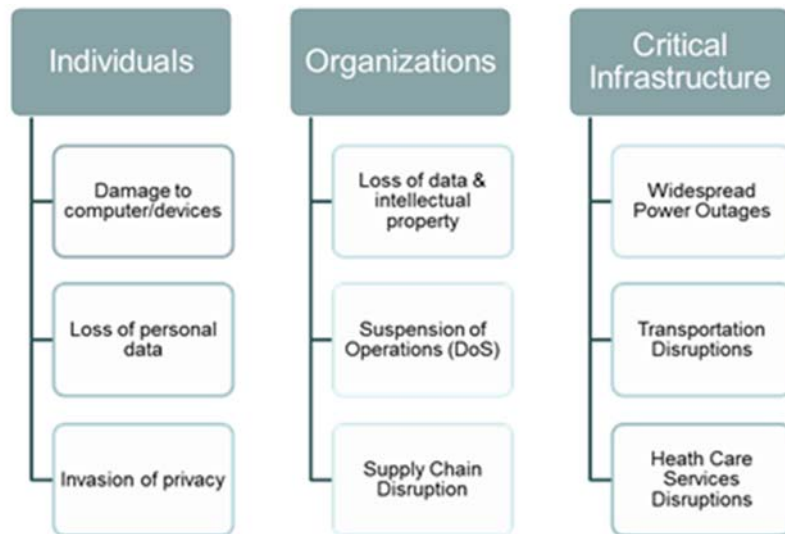 Individuals
Damage to
computer/devices
Loss of personal
data
Invasion of privacy
Organizations
Loss of data &
intellectual
property
Suspension of
Operations (DoS)
Supply Chain
Disruption
Critical
Infrastructure
Widespread
Power Outages
Transportation
Disruptions
Heath Care
Services
Disruptions